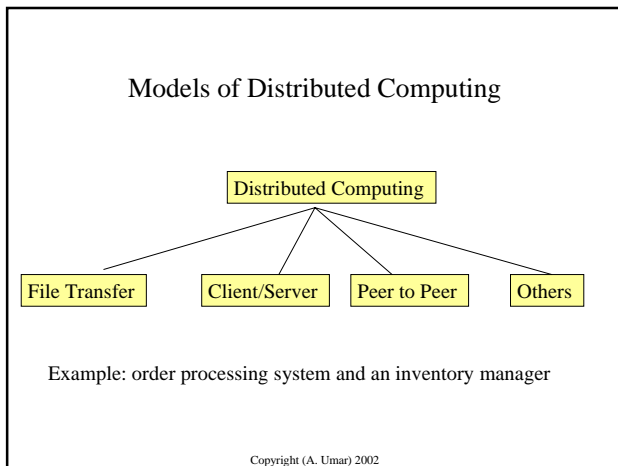 Models of Distributed Computing
Distributed Computing
File Transfer
Client/Server
Peer to Peer
Others
Example: order processing system and an inventory manager
Copyright (A. Umar) 2002